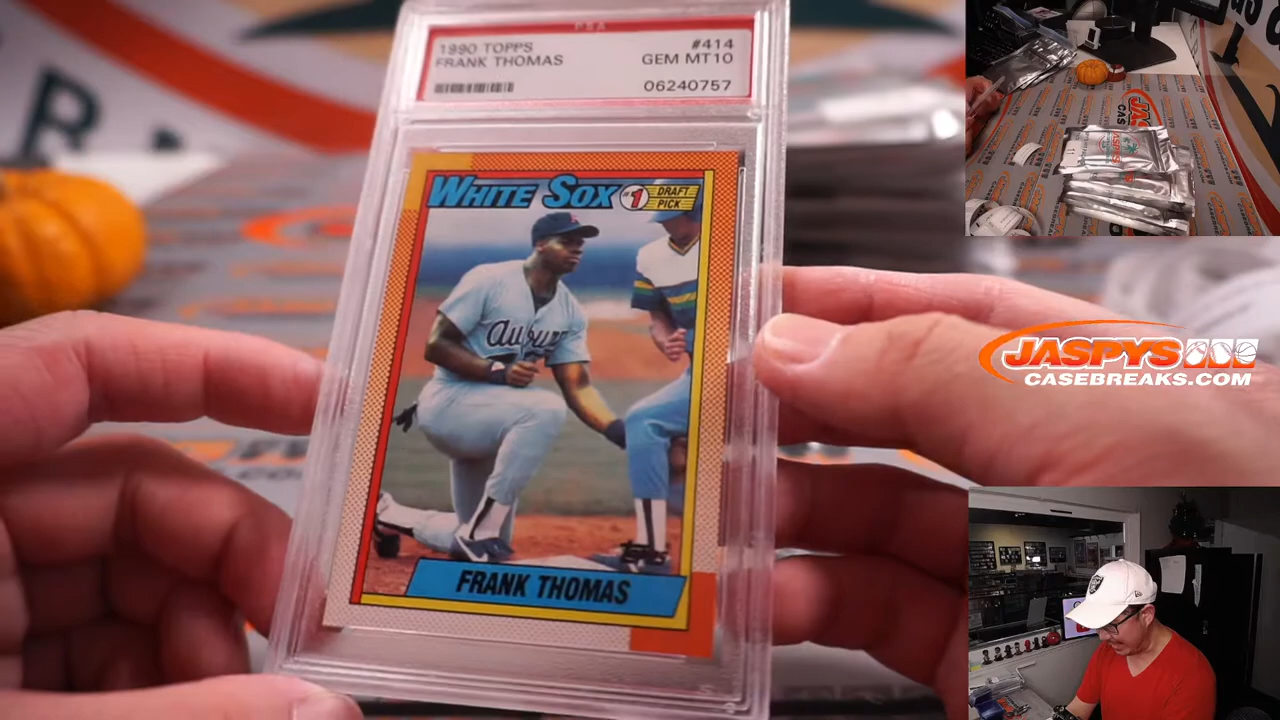 PSA
1990 TOPPS
#414
FRANK THOMAS
GEM MT10
06240757
WHITE SOX #1 DRAFT PICK
Auburn
FRANK THOMAS
JASPYS
CASEBREAKS.COM